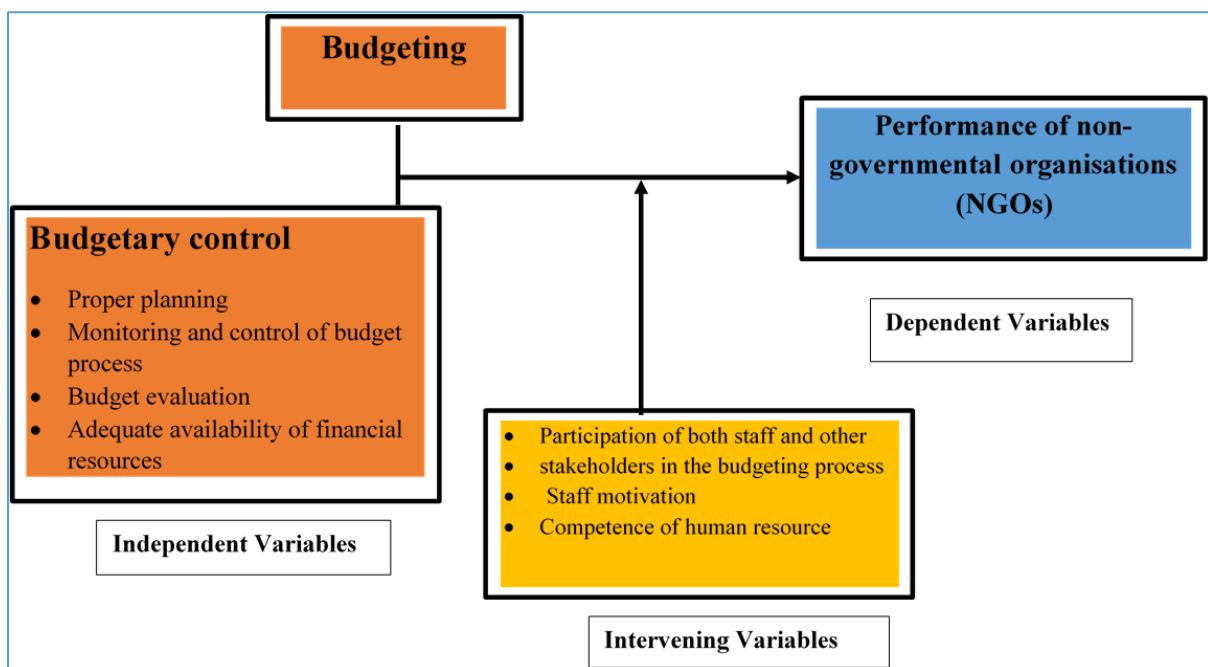 Budgeting
Performance of non-
governmental organisations
(NGOs)
Budgetary control
• Proper planning
• Monitoring and control of budget
process
• Budget evaluation
• Adequate availability of financial
resources
Dependent Variables
• Participation of both staff and other
• stakeholders in the budgeting process
• Staff motivation
• Competence of human resource
Independent Variables
Intervening Variables